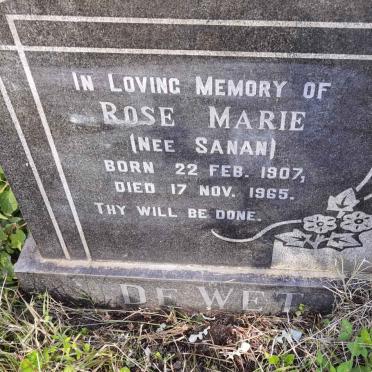 In Loving Memory of
Rose Marie
(Nee Sanan)
Born 22 Feb. 1907,
Died 17 Nov. 1965.
Thy will be done.
De Wet